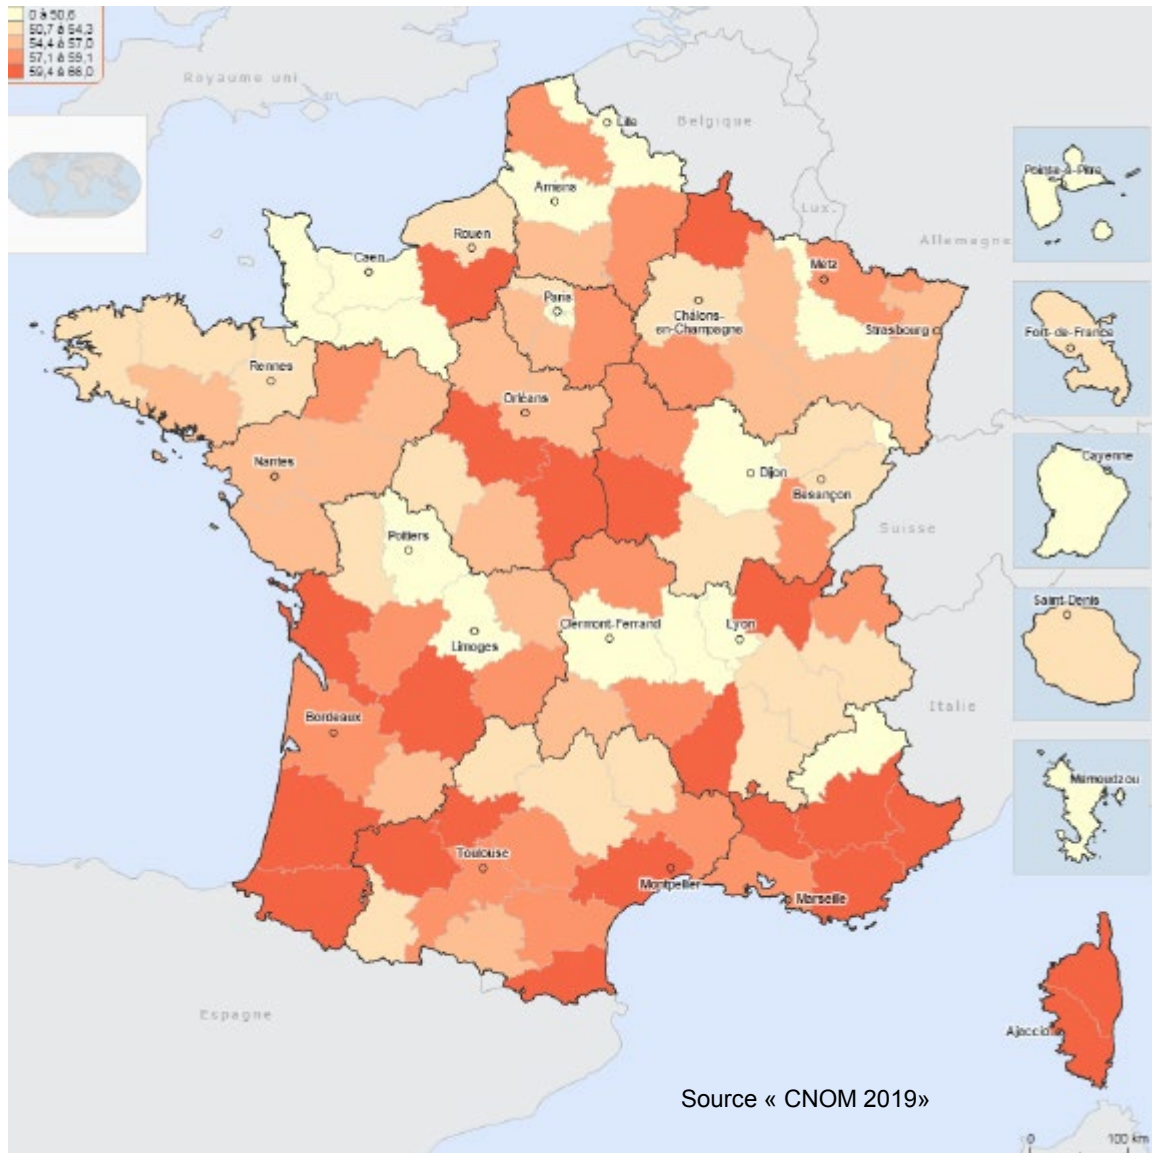 0 à 50,6
50,7 à 54,3
54,4 à 57,0
57,1 à 59,1
59,4 à 66,0
Royaume uni
Belgique
Lille
Pointe-à-Pitre
Amiens
Lux.
Allemagne
Rouen
Caen
Metz
Paris
Châlons-
en-Champagne
Strasbourg
Fort-de-France
Rennes
Orléans
Nantes
Dijon
Besançon
Cayenne
Suisse
Poitiers
Saint-Denis
Clermont-Ferrand
Lyon
Limoges
Italie
Bordeaux
Mamoudzou
Toulouse
Montpellier
Marseille
Espagne
Ajaccio
Source « CNOM 2019»
0
100 km